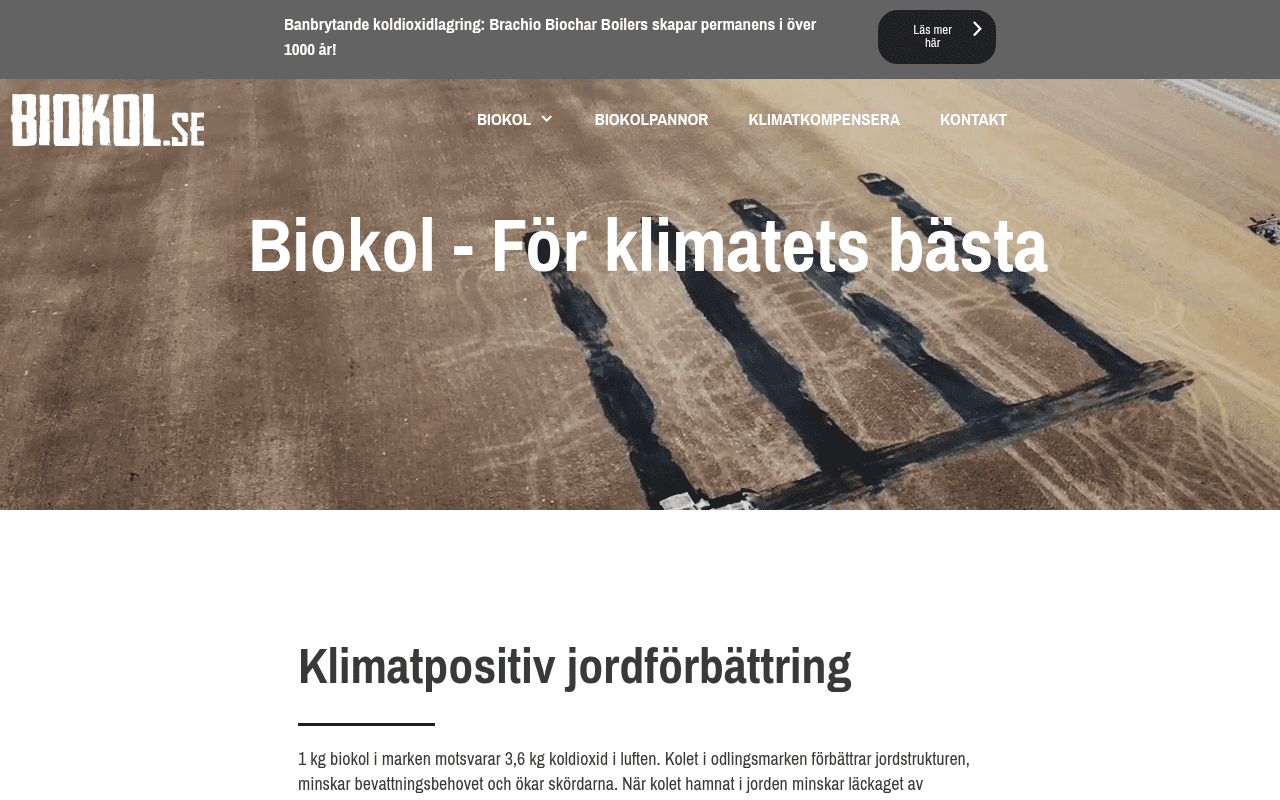 Banbrytande koldioxidlagring: Brachio Biochar Boilers skapar permanens i över
1000 år!
Läs mer
här
BIOKOL.SE
BIOKOL
BIOKOLPANNOR
KLIMATKOMPENSERA
KONTAKT
Biokol - För klimatets bästa
Klimatpositiv jordförbättring
1 kg biokol i marken motsvarar 3,6 kg koldioxid i luften. Kolet i odlingsmarken förbättrar jordstrukturen,
minskar bevattningsbehovet och ökar skördarna. När kolet hamnat i jorden minskar läckaget av